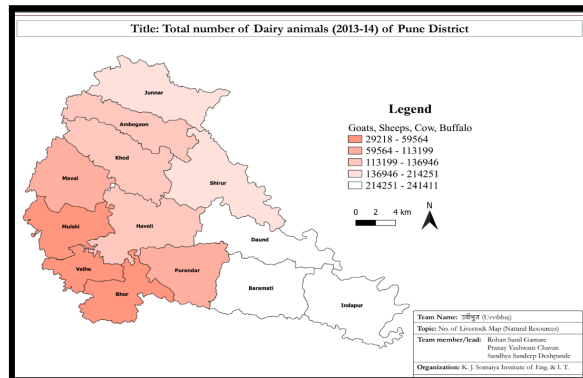 Title: Total number of Dairy animals (2013-14) of Pune District
Junnar
Ambegaon
Khed
Maval
Shirur
Mulshi
Haveli
Daund
Velhe
Purandar
Bhor
Baramati
Indapur
Legend
Goats, Sheeps, Cow, Buffalo
29218 - 59564
59564 - 113199
113199 - 136946
136946 - 214251
214251 - 241411
0 2 4 km
N
Team Name: उर्वीभुज (Urvibhuj)
Topic: No. of Livestock Map (Natural Resources)
Team member/lead: Rohan Sunil Gamare
Pranay Yashwant Chavan
Sandhya Sandeep Deshpande
Organization: K. J. Somaiya Institute of Eng. & I. T.